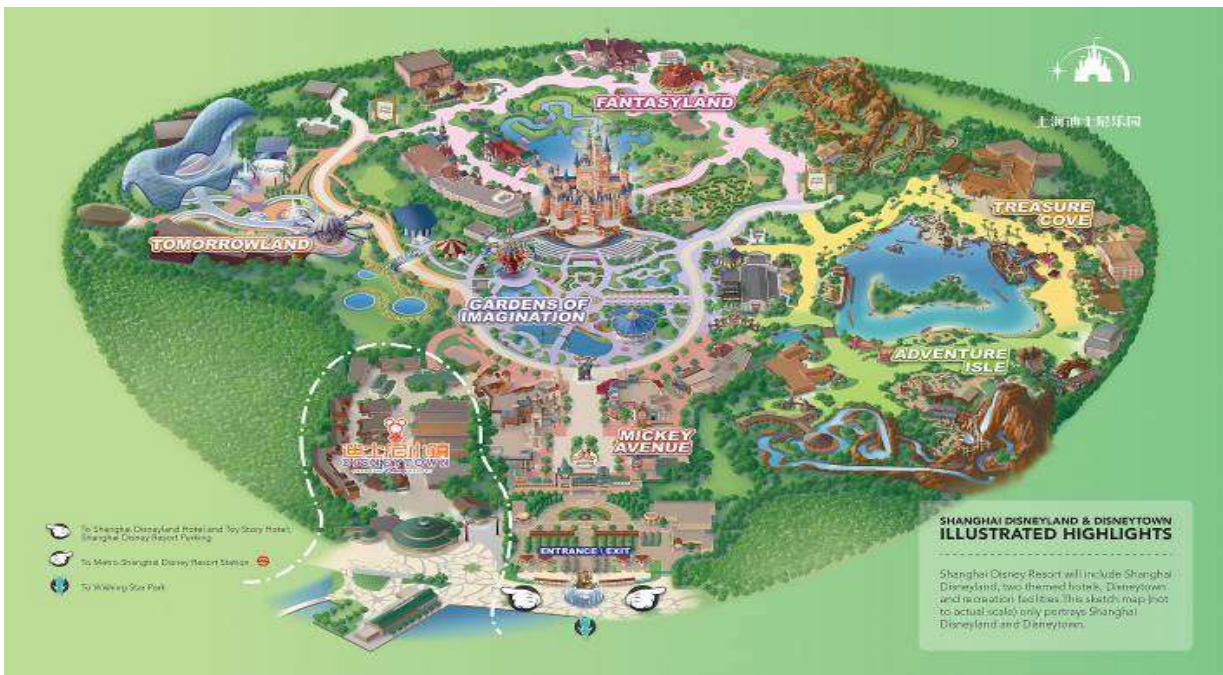 上海迪士尼乐园
FANTASYLAND
TREASURE
COVE
TOMORROWLAND
GARDENS OF
IMAGINATION
ADVENTURE
ISLE
MICKEY
AVENUE
迪士尼小镇
DISNEYTOWN
ENTRANCE | EXIT
To Shanghai Disneyland Hotel and Toy Story Hotel,
Shanghai Disney Resort Parking
To Metro Shanghai Disney Resort Station
To Wishing Star Park
SHANGHAI DISNEYLAND & DISNEYTOWN
ILLUSTRATED HIGHLIGHTS
Shanghai Disney Resort will include Shanghai
Disneyland, two themed hotels, Disneytown
and recreation facilities. This sketch map (not
to actual scale) only portrays Shanghai
Disneyland and Disneytown.